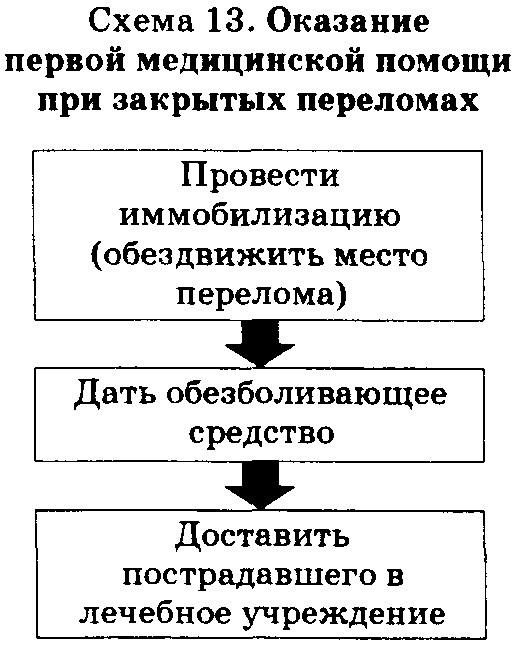 Схема 13. Оказание
первой медицинской помощи
при закрытых переломах
Провести
иммобилизацию
(обездвижить место
перелома)
Дать обезболивающее
средство
Доставить
пострадавшего в
лечебное учреждение